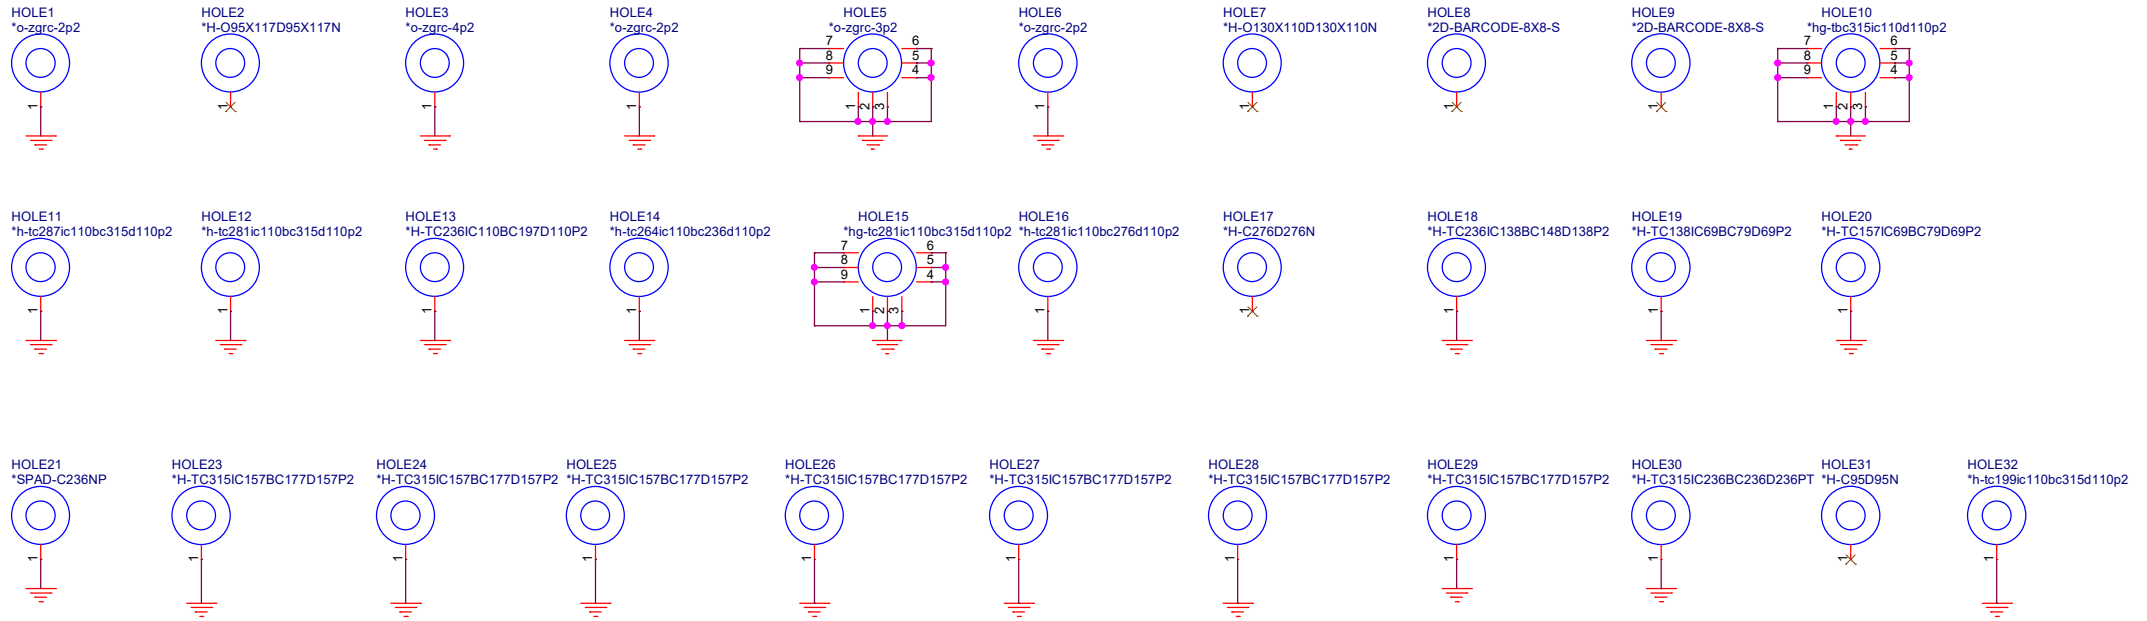 HOLE1
*o-zgrc-2p2
1
HOLE2
*H-O95X117D95X117N
1
HOLE3
*o-zgrc-4p2
1
HOLE4
*o-zgrc-2p2
1
HOLE5
*o-zgrc-3p2
7 6
8 5
9 4
1 2 3
HOLE6
*o-zgrc-2p2
1
HOLE7
*H-O130X110D130X110N
1
HOLE8
*2D-BARCODE-8X8-S
1
HOLE9
*2D-BARCODE-8X8-S
1
HOLE10
*hg-tbc315ic110d110p2
7 6
8 5
9 4
1 2 3
HOLE11
*h-tc287ic110bc315d110p2
1
HOLE12
*h-tc281ic110bc315d110p2
1
HOLE13
*H-TC236IC110BC197D110P2
1
HOLE14
*h-tc264ic110bc236d110p2
1
HOLE15
*hg-tc281ic110bc315d110p2
7 6
8 5
9 4
1 2 3
HOLE16
*h-tc281ic110bc276d110p2
1
HOLE17
*H-C276D276N
1
HOLE18
*H-TC236IC138BC148D138P2
1
HOLE19
*H-TC138IC69BC79D69P2
1
HOLE20
*H-TC157IC69BC79D69P2
1
HOLE21
*SPAD-C236NP
1
HOLE23
*H-TC315IC157BC177D157P2
1
HOLE24
*H-TC315IC157BC177D157P2
1
HOLE25
*H-TC315IC157BC177D157P2
1
HOLE26
*H-TC315IC157BC177D157P2
1
HOLE27
*H-TC315IC157BC177D157P2
1
HOLE28
*H-TC315IC157BC177D157P2
1
HOLE29
*H-TC315IC157BC177D157P2
1
HOLE30
*H-TC315IC236BC236D236PT
1
HOLE31
*H-C95D95N
1
HOLE32
*h-tc199ic110bc315d110p2
1